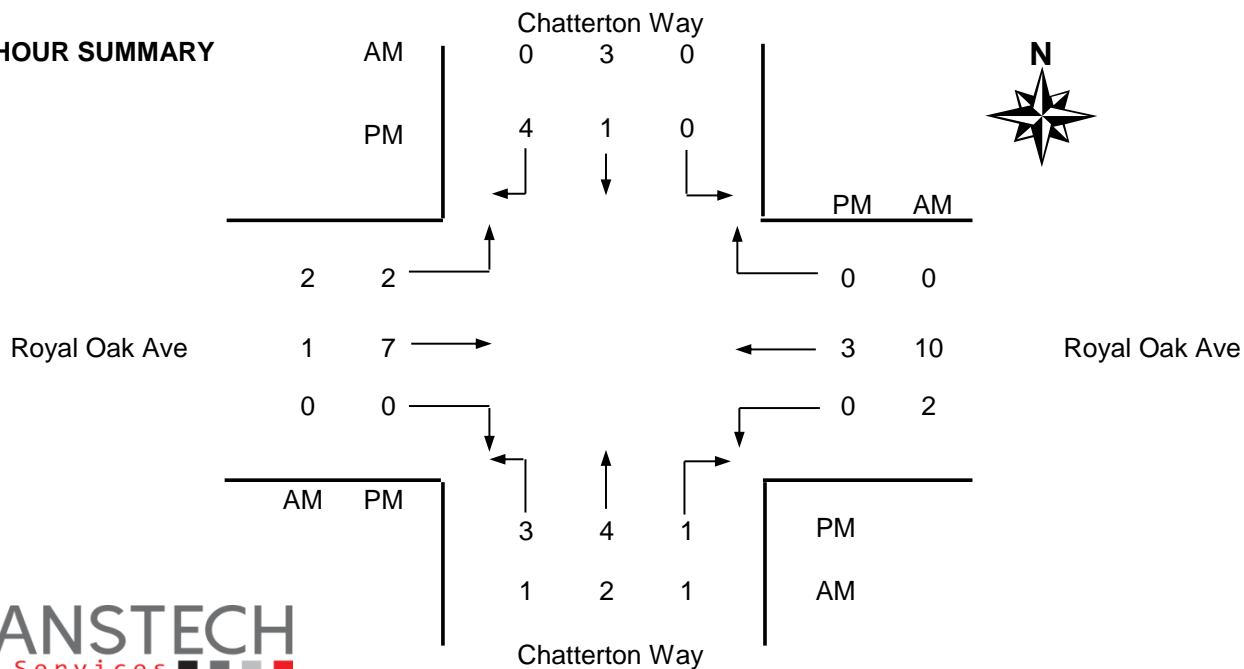 Chatterton Way
HOUR SUMMARY AM 0 3 0 N
PM 4 1 0
PM AM
2 2 0 0
Royal Oak Ave 1 7 3 10 Royal Oak Ave
0 0 0 2
AM PM
3 4 1 PM
1 2 1 AM
ANSTECH
Services
Chatterton Way